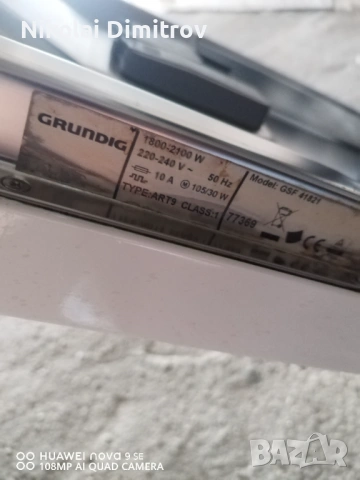 Nikolai Dimitrov
GRUNDIG
1800-2100 W
220-240 V ~ 50 Hz
10 A 105/30 W
TYPE:ART9 CLASS:1
Model: GSF 41821
77369
HUAWEI nova 9 SE
108MP AI QUAD CAMERA
BAZAR